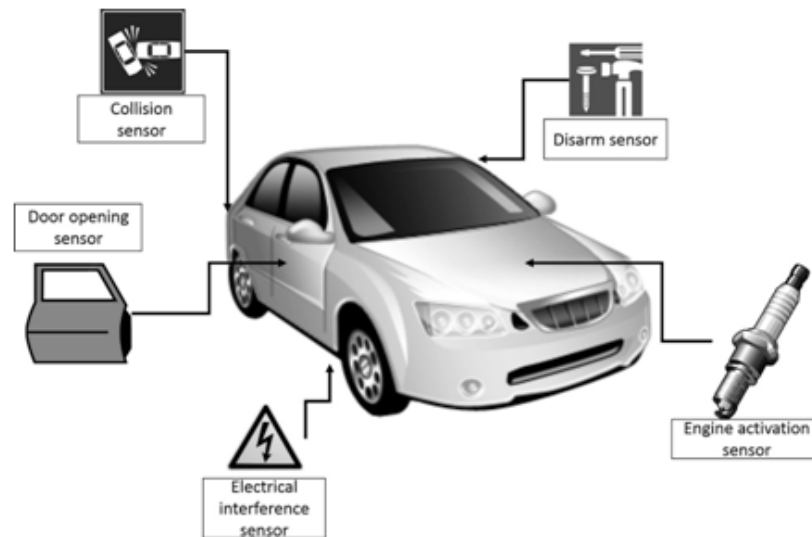 Collision
sensor
Disarm sensor
Door opening
sensor
Engine activation
sensor
Electrical
interference
sensor